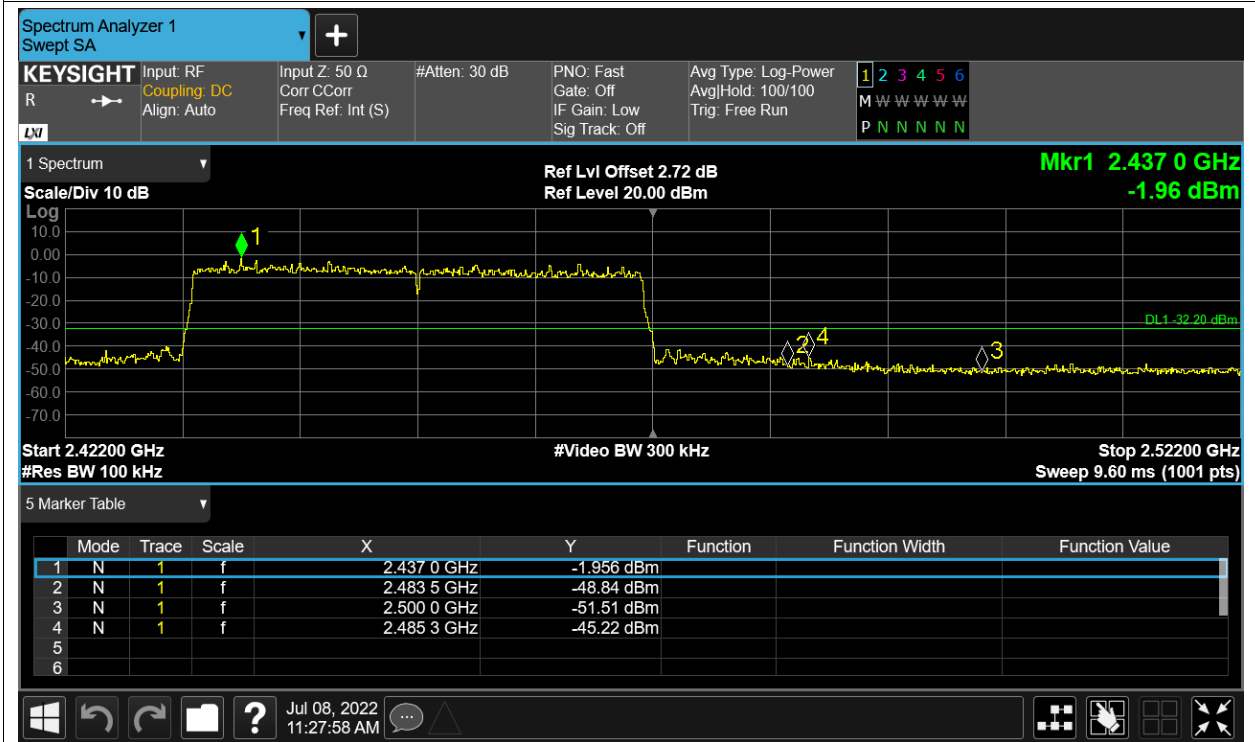 Spectrum Analyzer 1
Swept SA
+
KEYSIGHT Input: RF Input Z: 50 Ω #Atten: 30 dB PNO: Fast Avg Type: Log-Power 1 2 3 4 5 6
R Coupling: DC Corr CCorr Gate: Off Avg|Hold: 100/100 M W W W W W
Align: Auto Freq Ref: Int (S) IF Gain: Low Trig: Free Run
LXI Sig Track: Off P N N N N N
1 Spectrum Ref Lvl Offset 2.72 dB Mkr1 2.437 0 GHz
Scale/Div 10 dB Ref Level 20.00 dBm -1.96 dBm
Log
10.0 1
0.00
-10.0
-20.0
-30.0 DL1 -32.20 dBm
-40.0 2 4 3
-50.0
-60.0
-70.0
Start 2.42200 GHz #Video BW 300 kHz Stop 2.52200 GHz
#Res BW 100 kHz Sweep 9.60 ms (1001 pts)
5 Marker Table
Mode Trace Scale X Y Function Function Width Function Value
1 N 1 f 2.437 0 GHz -1.956 dBm
2 N 1 f 2.483 5 GHz -48.84 dBm
3 N 1 f 2.500 0 GHz -51.51 dBm
4 N 1 f 2.485 3 GHz -45.22 dBm
5
6
? Jul 08, 2022
11:27:58 AM